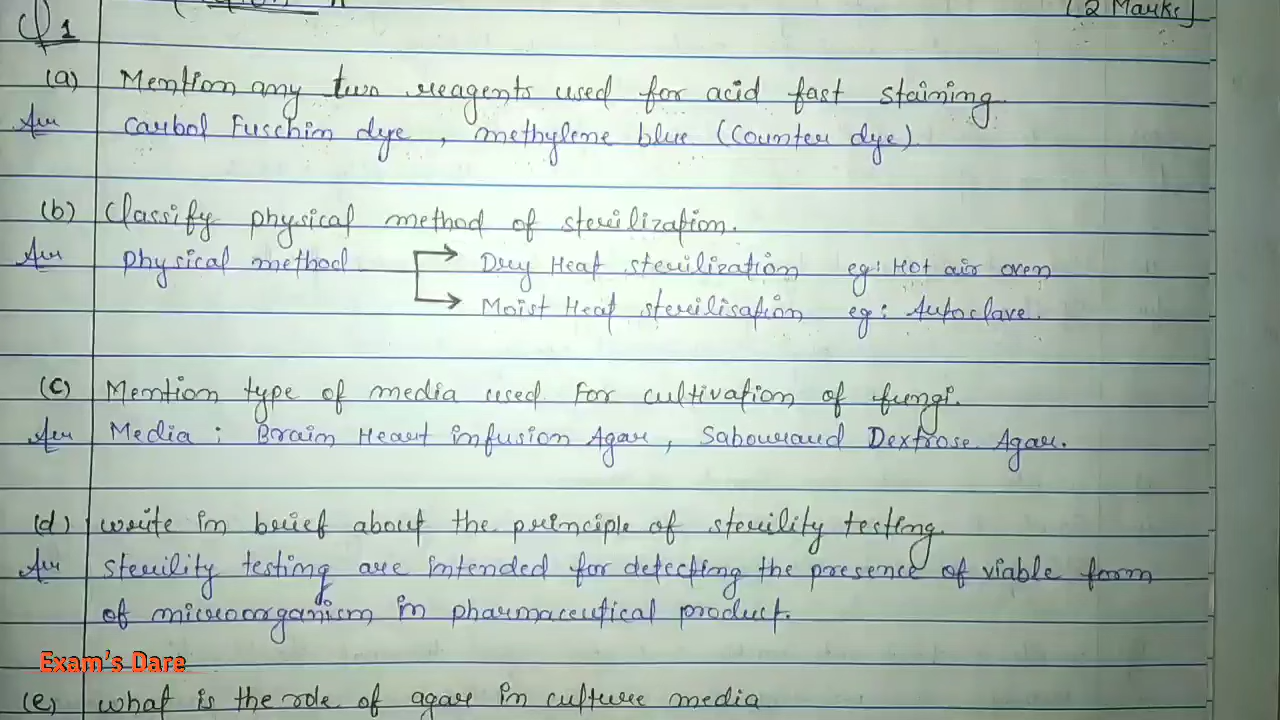 [2 Marks]
Q1
(a) Mention any two reagents used for acid fast staining.
Ans Carbol Fuschin dye, methylene blue (Counter dye)
(b) Classify physical method of sterilization.
Ans physical method → Dry Heat sterilization eg: Hot air oven
→ Moist Heat sterilisation eg: Autoclave.
(c) Mention type of media used for cultivation of fungi.
Ans Media: Brain Heart infusion Agar, Sabouraud Dextrose Agar.
(d) write in brief about the principle of sterility testing.
Ans sterility testing are intended for detecting the presence of viable form
of microorganism in pharmaceutical product.
Exam's Dare
(e) what is the role of agar in culture media